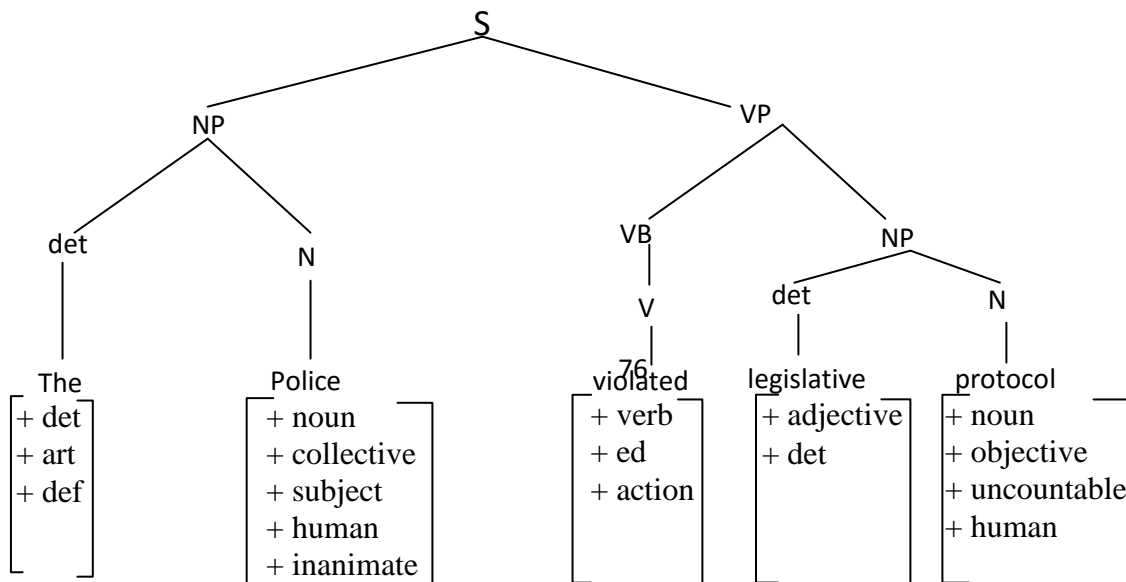 S
NP VP
det N VB NP
V det N
76
The Police violated legislative protocol
+ det + noun + verb + adjective + noun
+ art + collective + ed + det + objective
+ def + subject + action + uncountable
+ human + human
+ inanimate